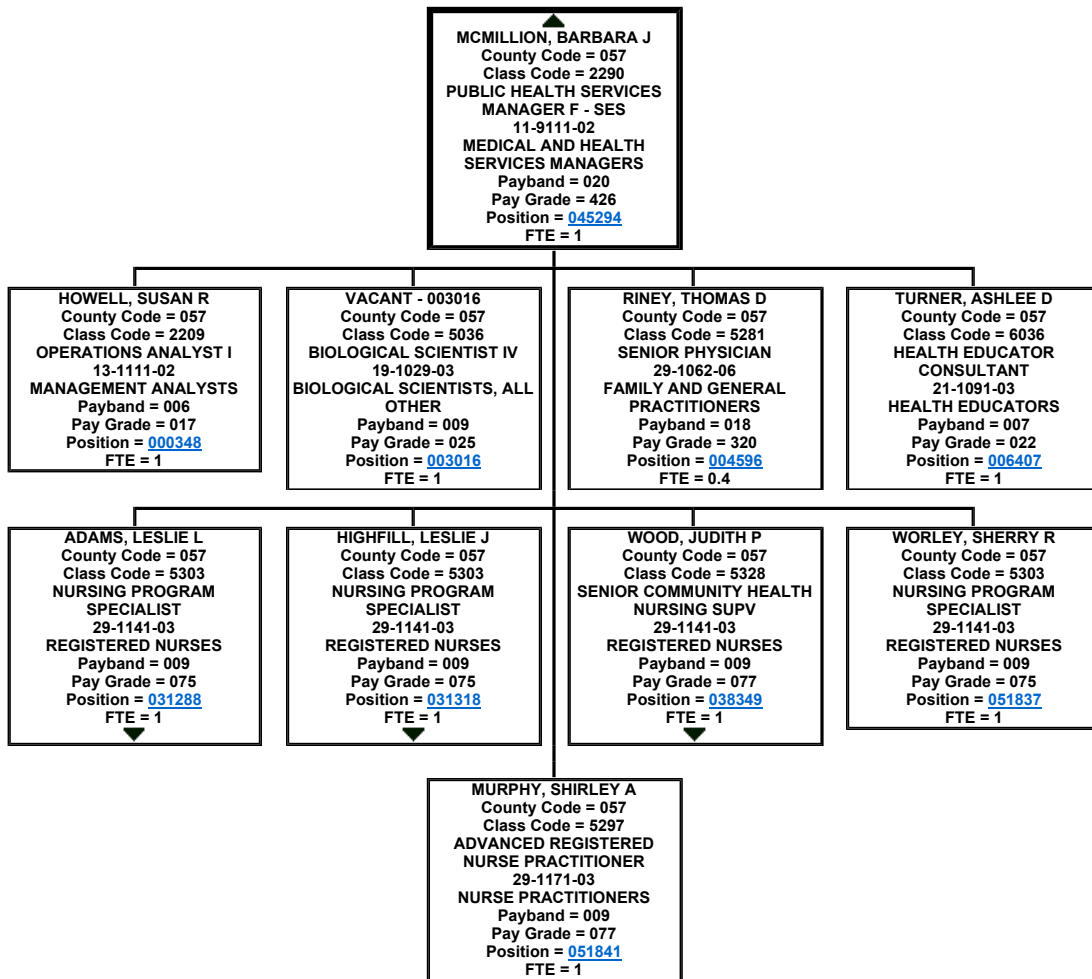 MCMILLION, BARBARA J
County Code = 057
Class Code = 2290
PUBLIC HEALTH SERVICES
MANAGER F - SES
11-9111-02
MEDICAL AND HEALTH
SERVICES MANAGERS
Payband = 020
Pay Grade = 426
Position = 045294
FTE = 1
HOWELL, SUSAN R
County Code = 057
Class Code = 2209
OPERATIONS ANALYST I
13-1111-02
MANAGEMENT ANALYSTS
Payband = 006
Pay Grade = 017
Position = 000348
FTE = 1
VACANT - 003016
County Code = 057
Class Code = 5036
BIOLOGICAL SCIENTIST IV
19-1029-03
BIOLOGICAL SCIENTISTS, ALL
OTHER
Payband = 009
Pay Grade = 025
Position = 003016
FTE = 1
RINEY, THOMAS D
County Code = 057
Class Code = 5281
SENIOR PHYSICIAN
29-1062-06
FAMILY AND GENERAL
PRACTITIONERS
Payband = 018
Pay Grade = 320
Position = 004596
FTE = 0.4
TURNER, ASHLEE D
County Code = 057
Class Code = 6036
HEALTH EDUCATOR
CONSULTANT
21-1091-03
HEALTH EDUCATORS
Payband = 007
Pay Grade = 022
Position = 006407
FTE = 1
ADAMS, LESLIE L
County Code = 057
Class Code = 5303
NURSING PROGRAM
SPECIALIST
29-1141-03
REGISTERED NURSES
Payband = 009
Pay Grade = 075
Position = 031288
FTE = 1
HIGHFILL, LESLIE J
County Code = 057
Class Code = 5303
NURSING PROGRAM
SPECIALIST
29-1141-03
REGISTERED NURSES
Payband = 009
Pay Grade = 075
Position = 031318
FTE = 1
WOOD, JUDITH P
County Code = 057
Class Code = 5328
SENIOR COMMUNITY HEALTH
NURSING SUPV
29-1141-03
REGISTERED NURSES
Payband = 009
Pay Grade = 077
Position = 038349
FTE = 1
WORLEY, SHERRY R
County Code = 057
Class Code = 5303
NURSING PROGRAM
SPECIALIST
29-1141-03
REGISTERED NURSES
Payband = 009
Pay Grade = 075
Position = 051837
FTE = 1
MURPHY, SHIRLEY A
County Code = 057
Class Code = 5297
ADVANCED REGISTERED
NURSE PRACTITIONER
29-1171-03
NURSE PRACTITIONERS
Payband = 009
Pay Grade = 077
Position = 051841
FTE = 1